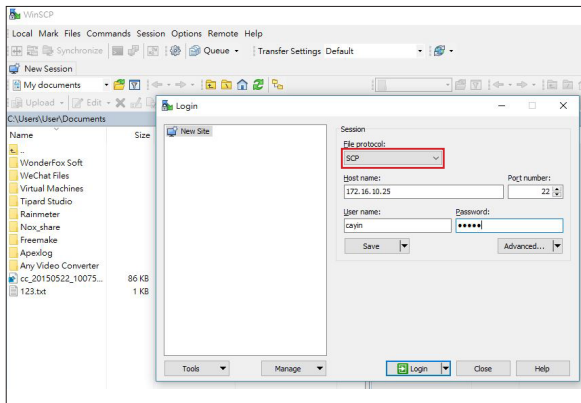 WinSCP
Local Mark Files Commands Session Options Remote Help
Synchronize Queue Transfer Settings Default
New Session
My documents
Upload Edit
C:\Users\User\Documents
Name Size
..
WonderFox Soft
WeChat Files
Virtual Machines
Tipard Studio
Rainmeter
Nox_share
Freemake
Apexlog
Any Video Converter
cc_20150522_10075... 86 KB
123.txt 1 KB
Login
New Site
Session
File protocol:
SCP
Host name: Port number:
172.16.10.25 22
User name: Password:
cayin •••••
Save Advanced...
Tools Manage Login Close Help